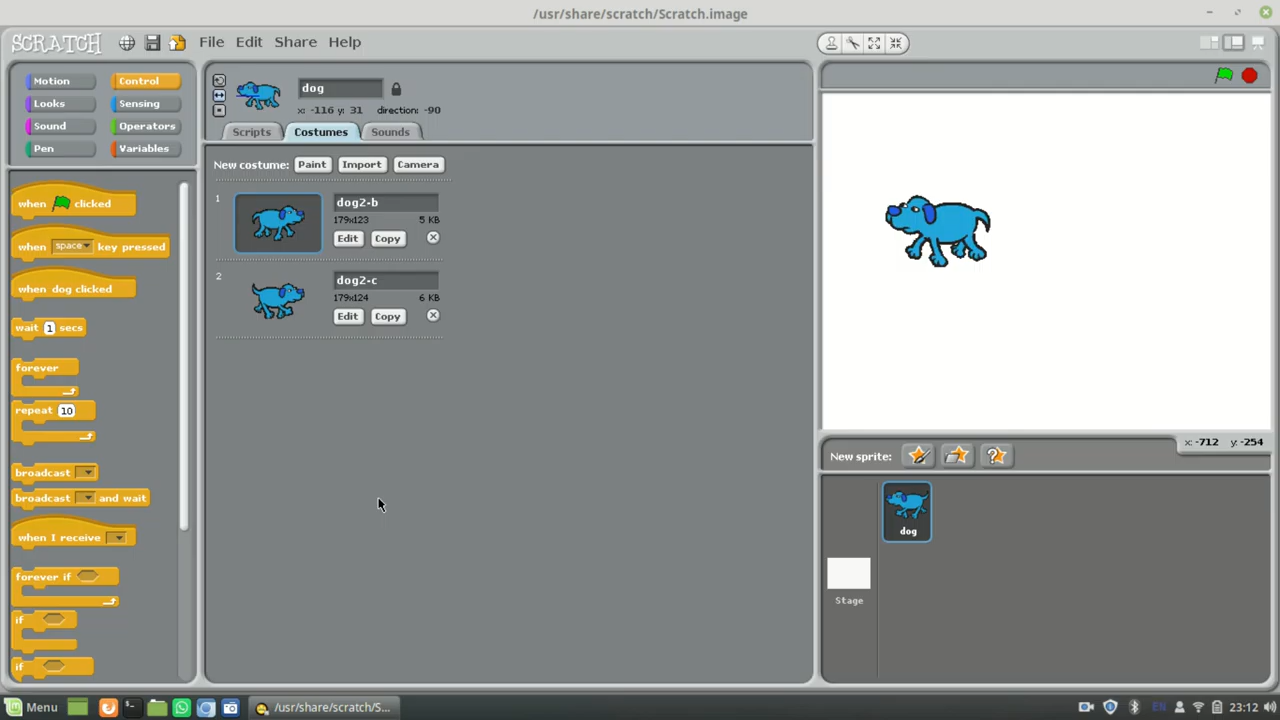 /usr/share/scratch/Scratch.image
SCRATCH File Edit Share Help
Motion Control
Looks Sensing
Sound Operators
Pen Variables
when clicked
when space key pressed
when dog clicked
wait 1 secs
forever
repeat 10
broadcast
broadcast and wait
when I receive
forever if
if
if
dog
x: -116 y: 31 direction: -90
Scripts Costumes Sounds
New costume: Paint Import Camera
1 dog2-b
179x123 5 KB
Edit Copy
2 dog2-c
179x124 6 KB
Edit Copy
x: -712 y: -254
New sprite:
dog
Stage
Menu /usr/share/scratch/S... EN 23:12